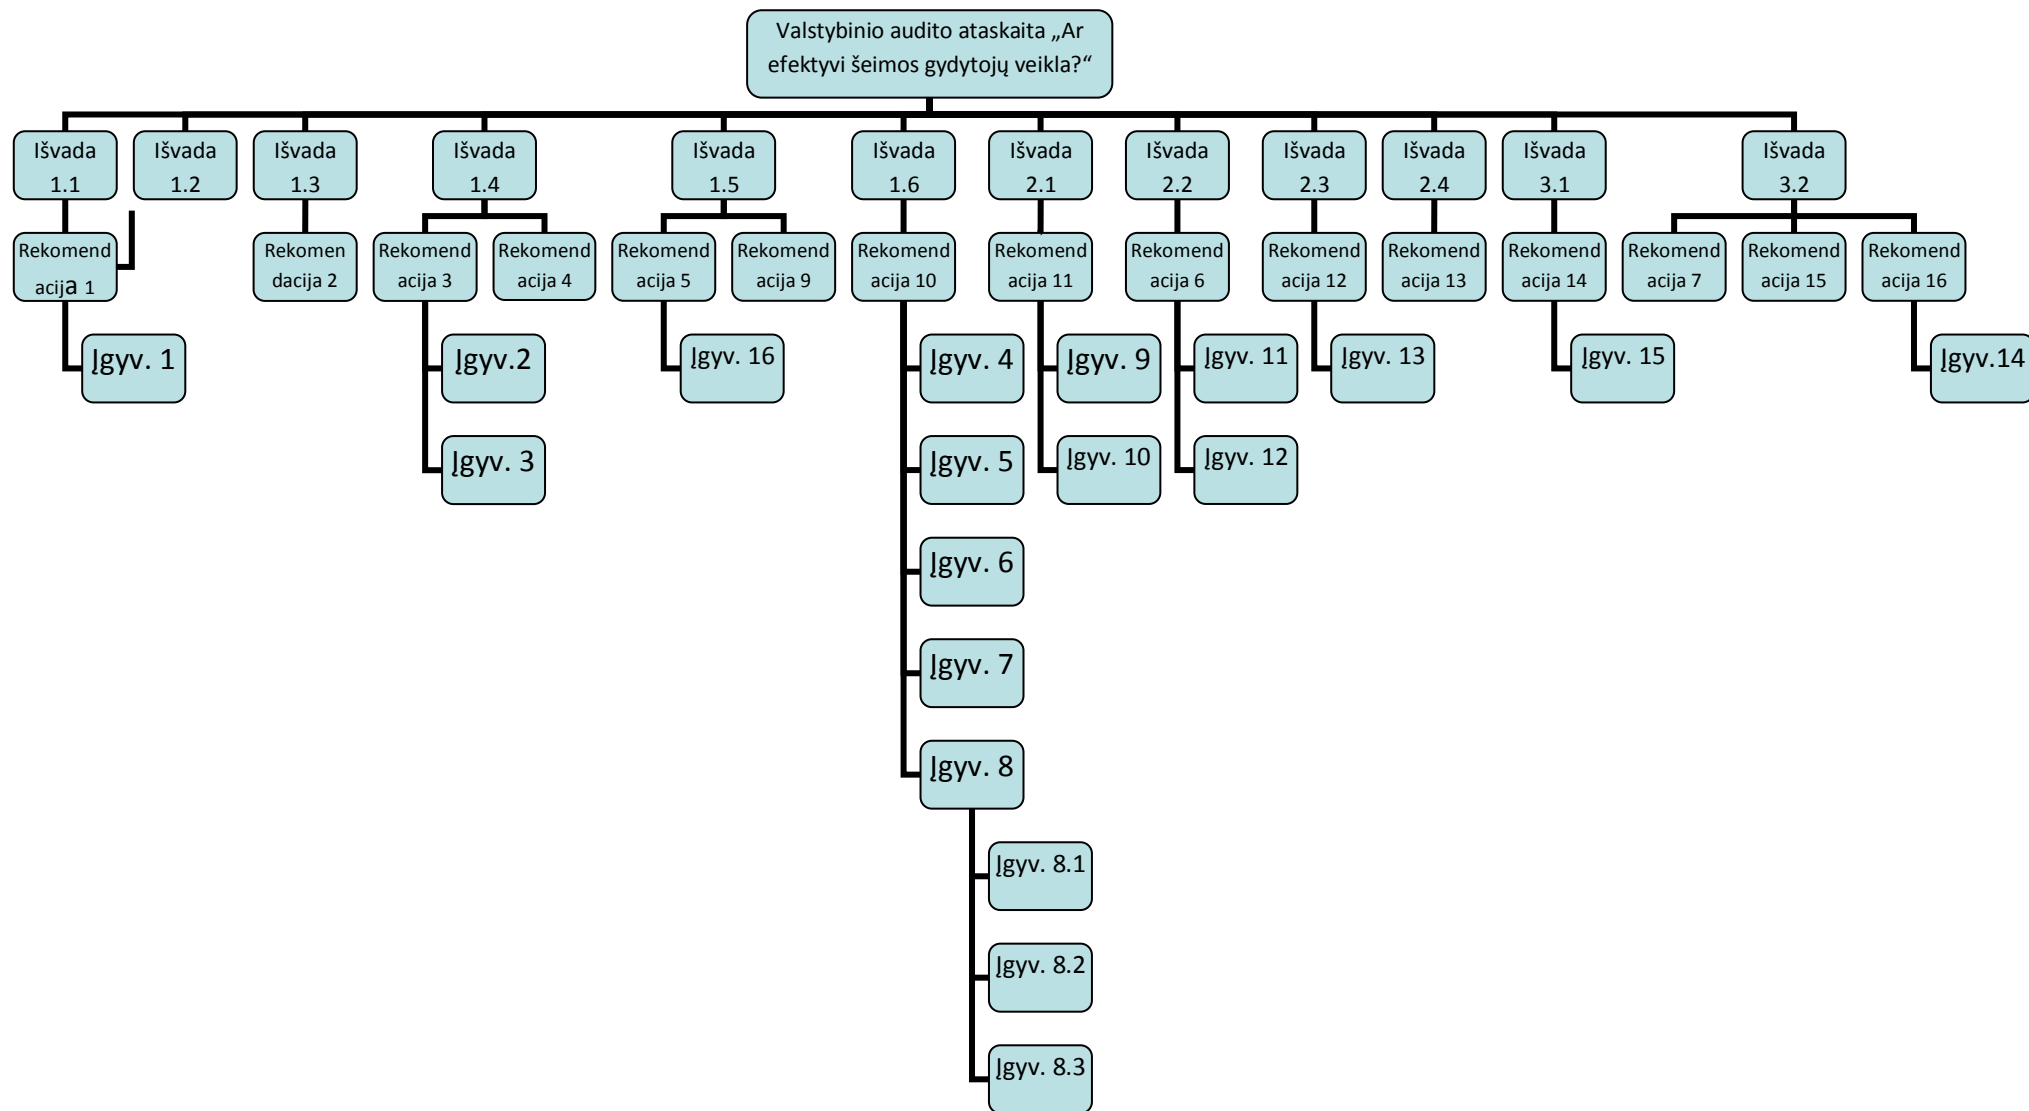 Valstybinio audito ataskaita „Ar
efektyvi šeimos gydytojų veikla?“
Išvada
1.1
Išvada
1.2
Išvada
1.3
Išvada
1.4
Išvada
1.5
Išvada
1.6
Išvada
2.1
Išvada
2.2
Išvada
2.3
Išvada
2.4
Išvada
3.1
Išvada
3.2
Rekomend
acija 1
Rekomen
dacija 2
Rekomend
acija 3
Rekomend
acija 4
Rekomend
acija 5
Rekomend
acija 9
Rekomend
acija 10
Rekomend
acija 11
Rekomend
acija 6
Rekomend
acija 12
Rekomend
acija 13
Rekomend
acija 14
Rekomend
acija 7
Rekomend
acija 15
Rekomend
acija 16
Įgyv. 1
Įgyv.2
Įgyv. 16
Įgyv. 4
Įgyv. 9
Įgyv. 11
Įgyv. 13
Įgyv. 15
Įgyv.14
Įgyv. 3
Įgyv. 5
Įgyv. 10
Įgyv. 12
Įgyv. 6
Įgyv. 7
Įgyv. 8
Įgyv. 8.1
Įgyv. 8.2
Įgyv. 8.3